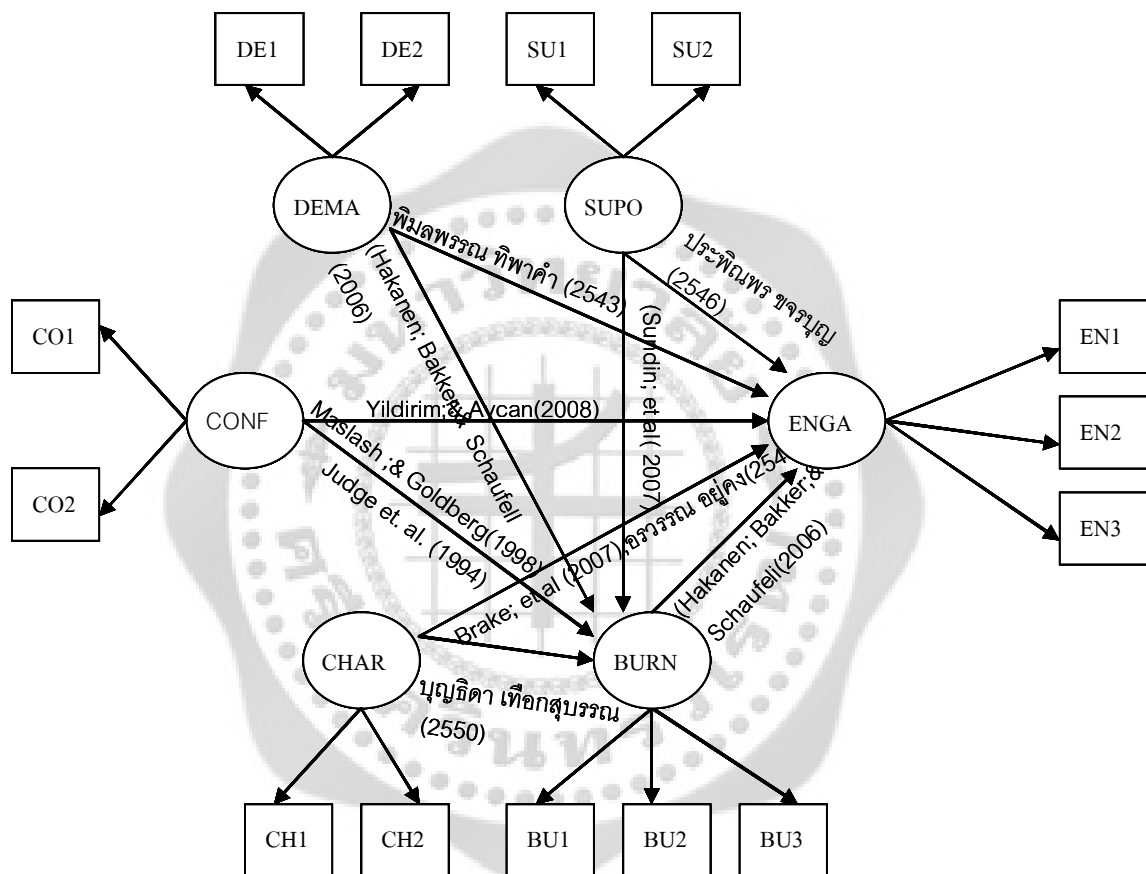 DE1
DE2
SU1
SU2
DEMA
SUPO
พิมลพรรณ ทิพาคำ (2543)
ประพิณพร ขจรบุญ
(2546)
(Hakanen; Bakker;&  Schaufell
(2006)
(Sundin; et al( 2007)
CO1
CO2
CONF
Yildirim;& Aycan(2008)
ENGA
EN1
EN2
EN3
Maslash ;& Goldberg(1998)
Judge et. al. (1994)
Brake; et al (2007),อรวรรณ อยู่คง(254
(Hakanen; Bakker;&
Schaufeli(2006)
CHAR
BURN
บุญธิดา เทือกสุบรรณ
(2550)
CH1
CH2
BU1
BU2
BU3